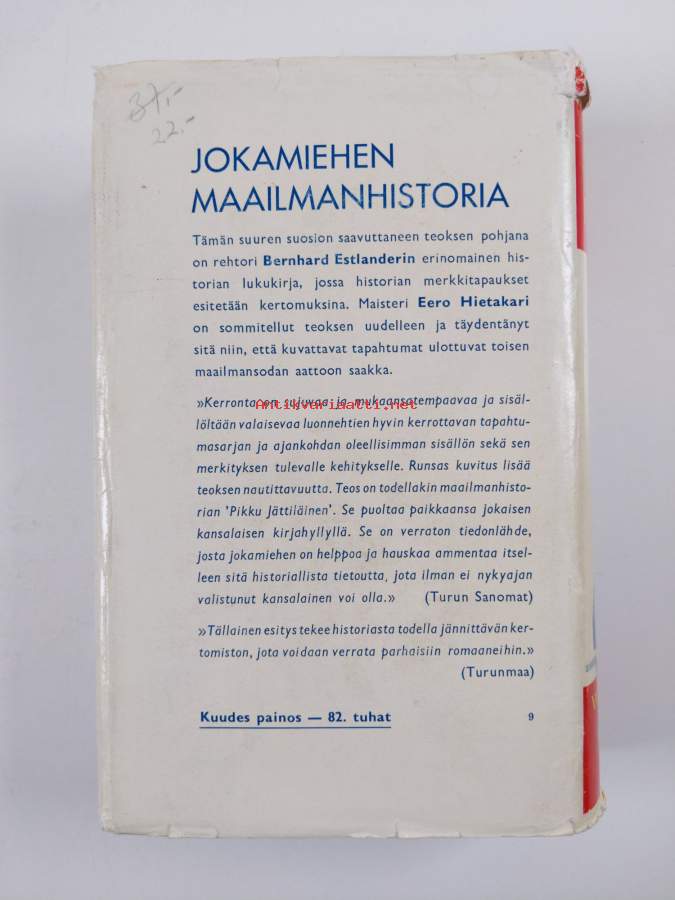 37,-
22.-
JOKAMIEHEN
MAAILMANHISTORIA
Tämän suuren suosion saavuttaneen teoksen pohjana
on rehtori Bernhard Estlanderin erinomainen his-
torian lukukirja, jossa historian merkkitapaukset
esitetään kertomuksina. Maisteri Eero Hietakari
on sommitellut teoksen uudelleen ja täydentänyt
sitä niin, että kuvattavat tapahtumat ulottuvat toisen
maailmansodan aattoon saakka.
»Kerronta on sujuvaa ja mukaansatempaavaa ja sisäl-
Antikvariaatti.net
löltään valaisevaa luonnehtien hyvin kerrottavan tapahtu-
masarjan ja ajankohdan oleellisimman sisällön sekä sen
merkityksen tulevalle kehitykselle. Runsas kuvitus lisää
teoksen nautittavuutta. Teos on todellakin maailmanhisto-
rian 'Pikku Jättiläinen'. Se puoltaa paikkaansa jokaisen
kansalaisen kirjahyllyllä. Se on verraton tiedonlähde,
josta jokamiehen on helppoa ja hauskaa ammentaa itsel-
leen sitä historiallista tietoutta, jota ilman ei nykyajan
valistunut kansalainen voi olla.» (Turun Sanomat)
»Tällainen esitys tekee historiasta todella jännittävän ker-
tomiston, jota voidaan verrata parhaisiin romaaneihin.»
(Turunmaa)
Kuudes painos — 82. tuhat 9